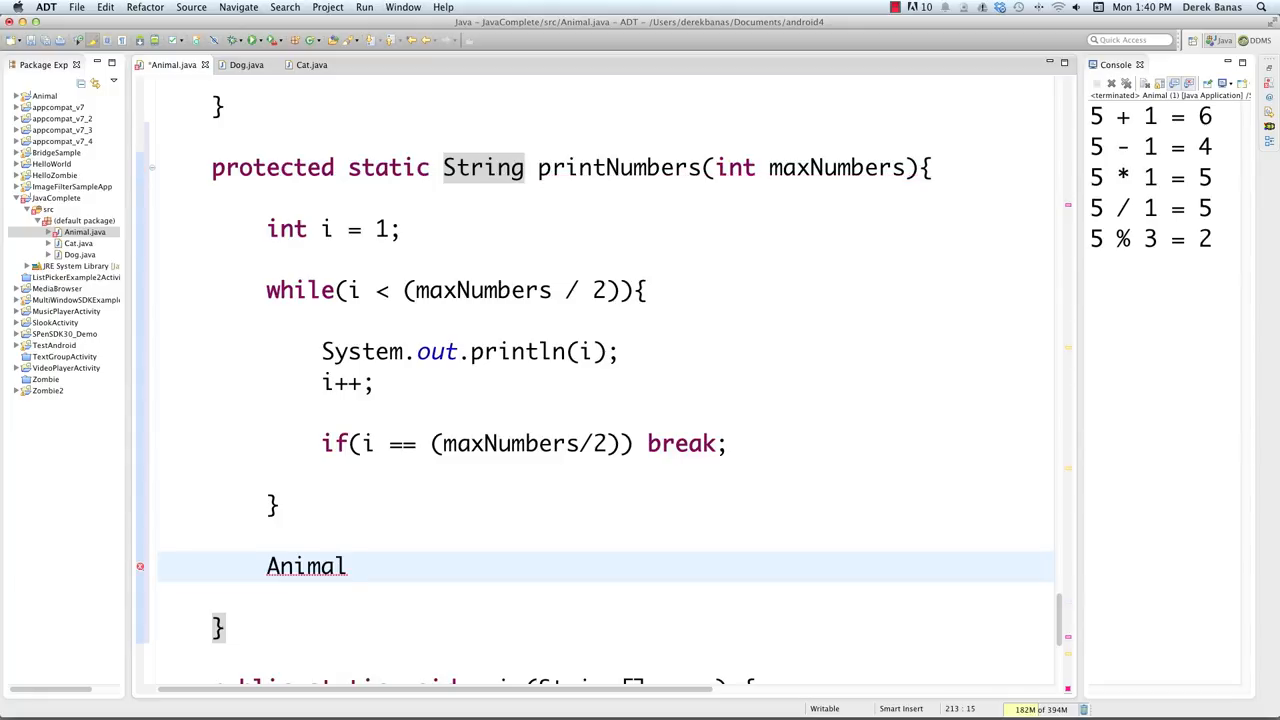 ADT File Edit Refactor Source Navigate Search Project Run Window Help 10 Mon 1:40 PM Derek Banas
Java - JavaComplete/src/Animal.java - ADT - /Users/derekbanas/Documents/android4
Quick Access Java DDMS
Package Exp
*Animal.java Dog.java Cat.java
Console
<terminated> Animal (1) [Java Application] /S
Animal
appcompat_v7
appcompat_v7_2
appcompat_v7_3
appcompat_v7_4
BridgeSample
HelloWorld
HelloZombie
ImageFilterSampleApp
JavaComplete
src
(default package)
Animal.java
Cat.java
Dog.java
JRE System Library [Ja
ListPickerExample2Activi
MediaBrowser
MultiWindowSDKExample
MusicPlayerActivity
SlookActivity
SPenSDK30_Demo
TestAndroid
TextGroupActivity
VideoPlayerActivity
Zombie
Zombie2
}
protected static String printNumbers(int maxNumbers){
int i = 1;
while(i < (maxNumbers / 2)){
System.out.println(i);
i++;
if(i == (maxNumbers/2)) break;
}
Animal
}
5 + 1 = 6
5 - 1 = 4
5 * 1 = 5
5 / 1 = 5
5 % 3 = 2
Writable Smart Insert 213 : 15 182M of 394M